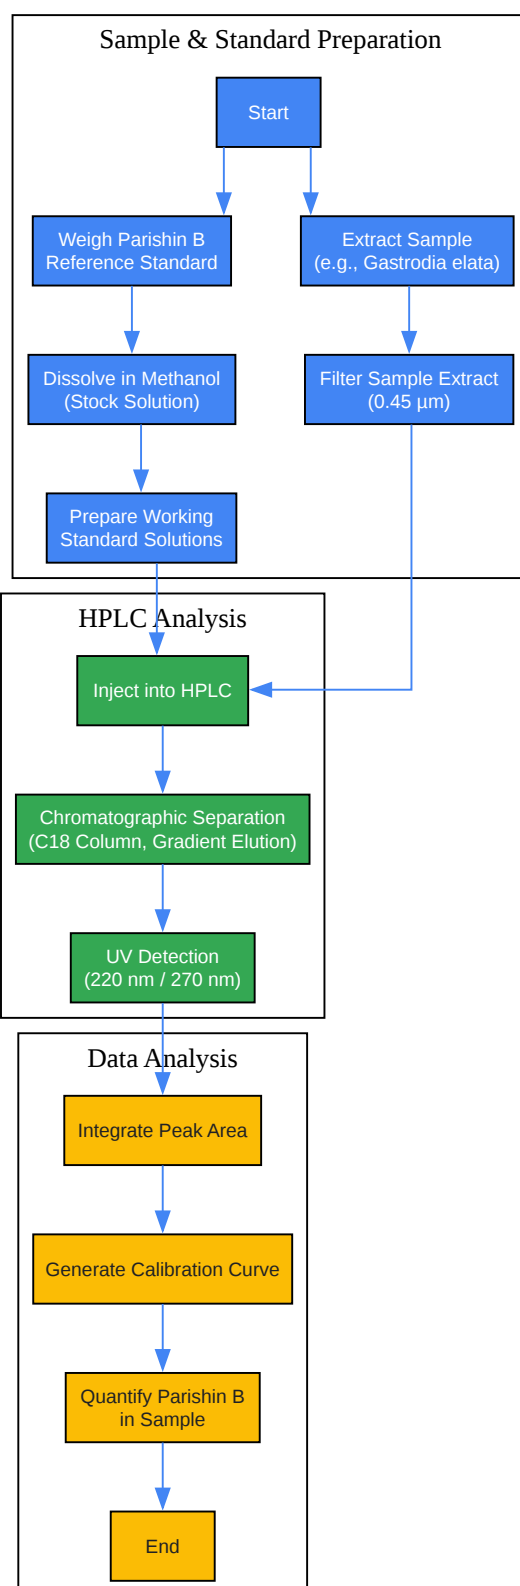 Sample & Standard Preparation
Start
Weigh Parishin B
Reference Standard
Extract Sample
(e.g., Gastrodia elata)
Dissolve in Methanol
(Stock Solution)
Filter Sample Extract
(0.45 µm)
Prepare Working
Standard Solutions
HPLC Analysis
Inject into HPLC
Chromatographic Separation
(C18 Column, Gradient Elution)
UV Detection
(220 nm / 270 nm)
Data Analysis
Integrate Peak Area
Generate Calibration Curve
Quantify Parishin B
in Sample
End